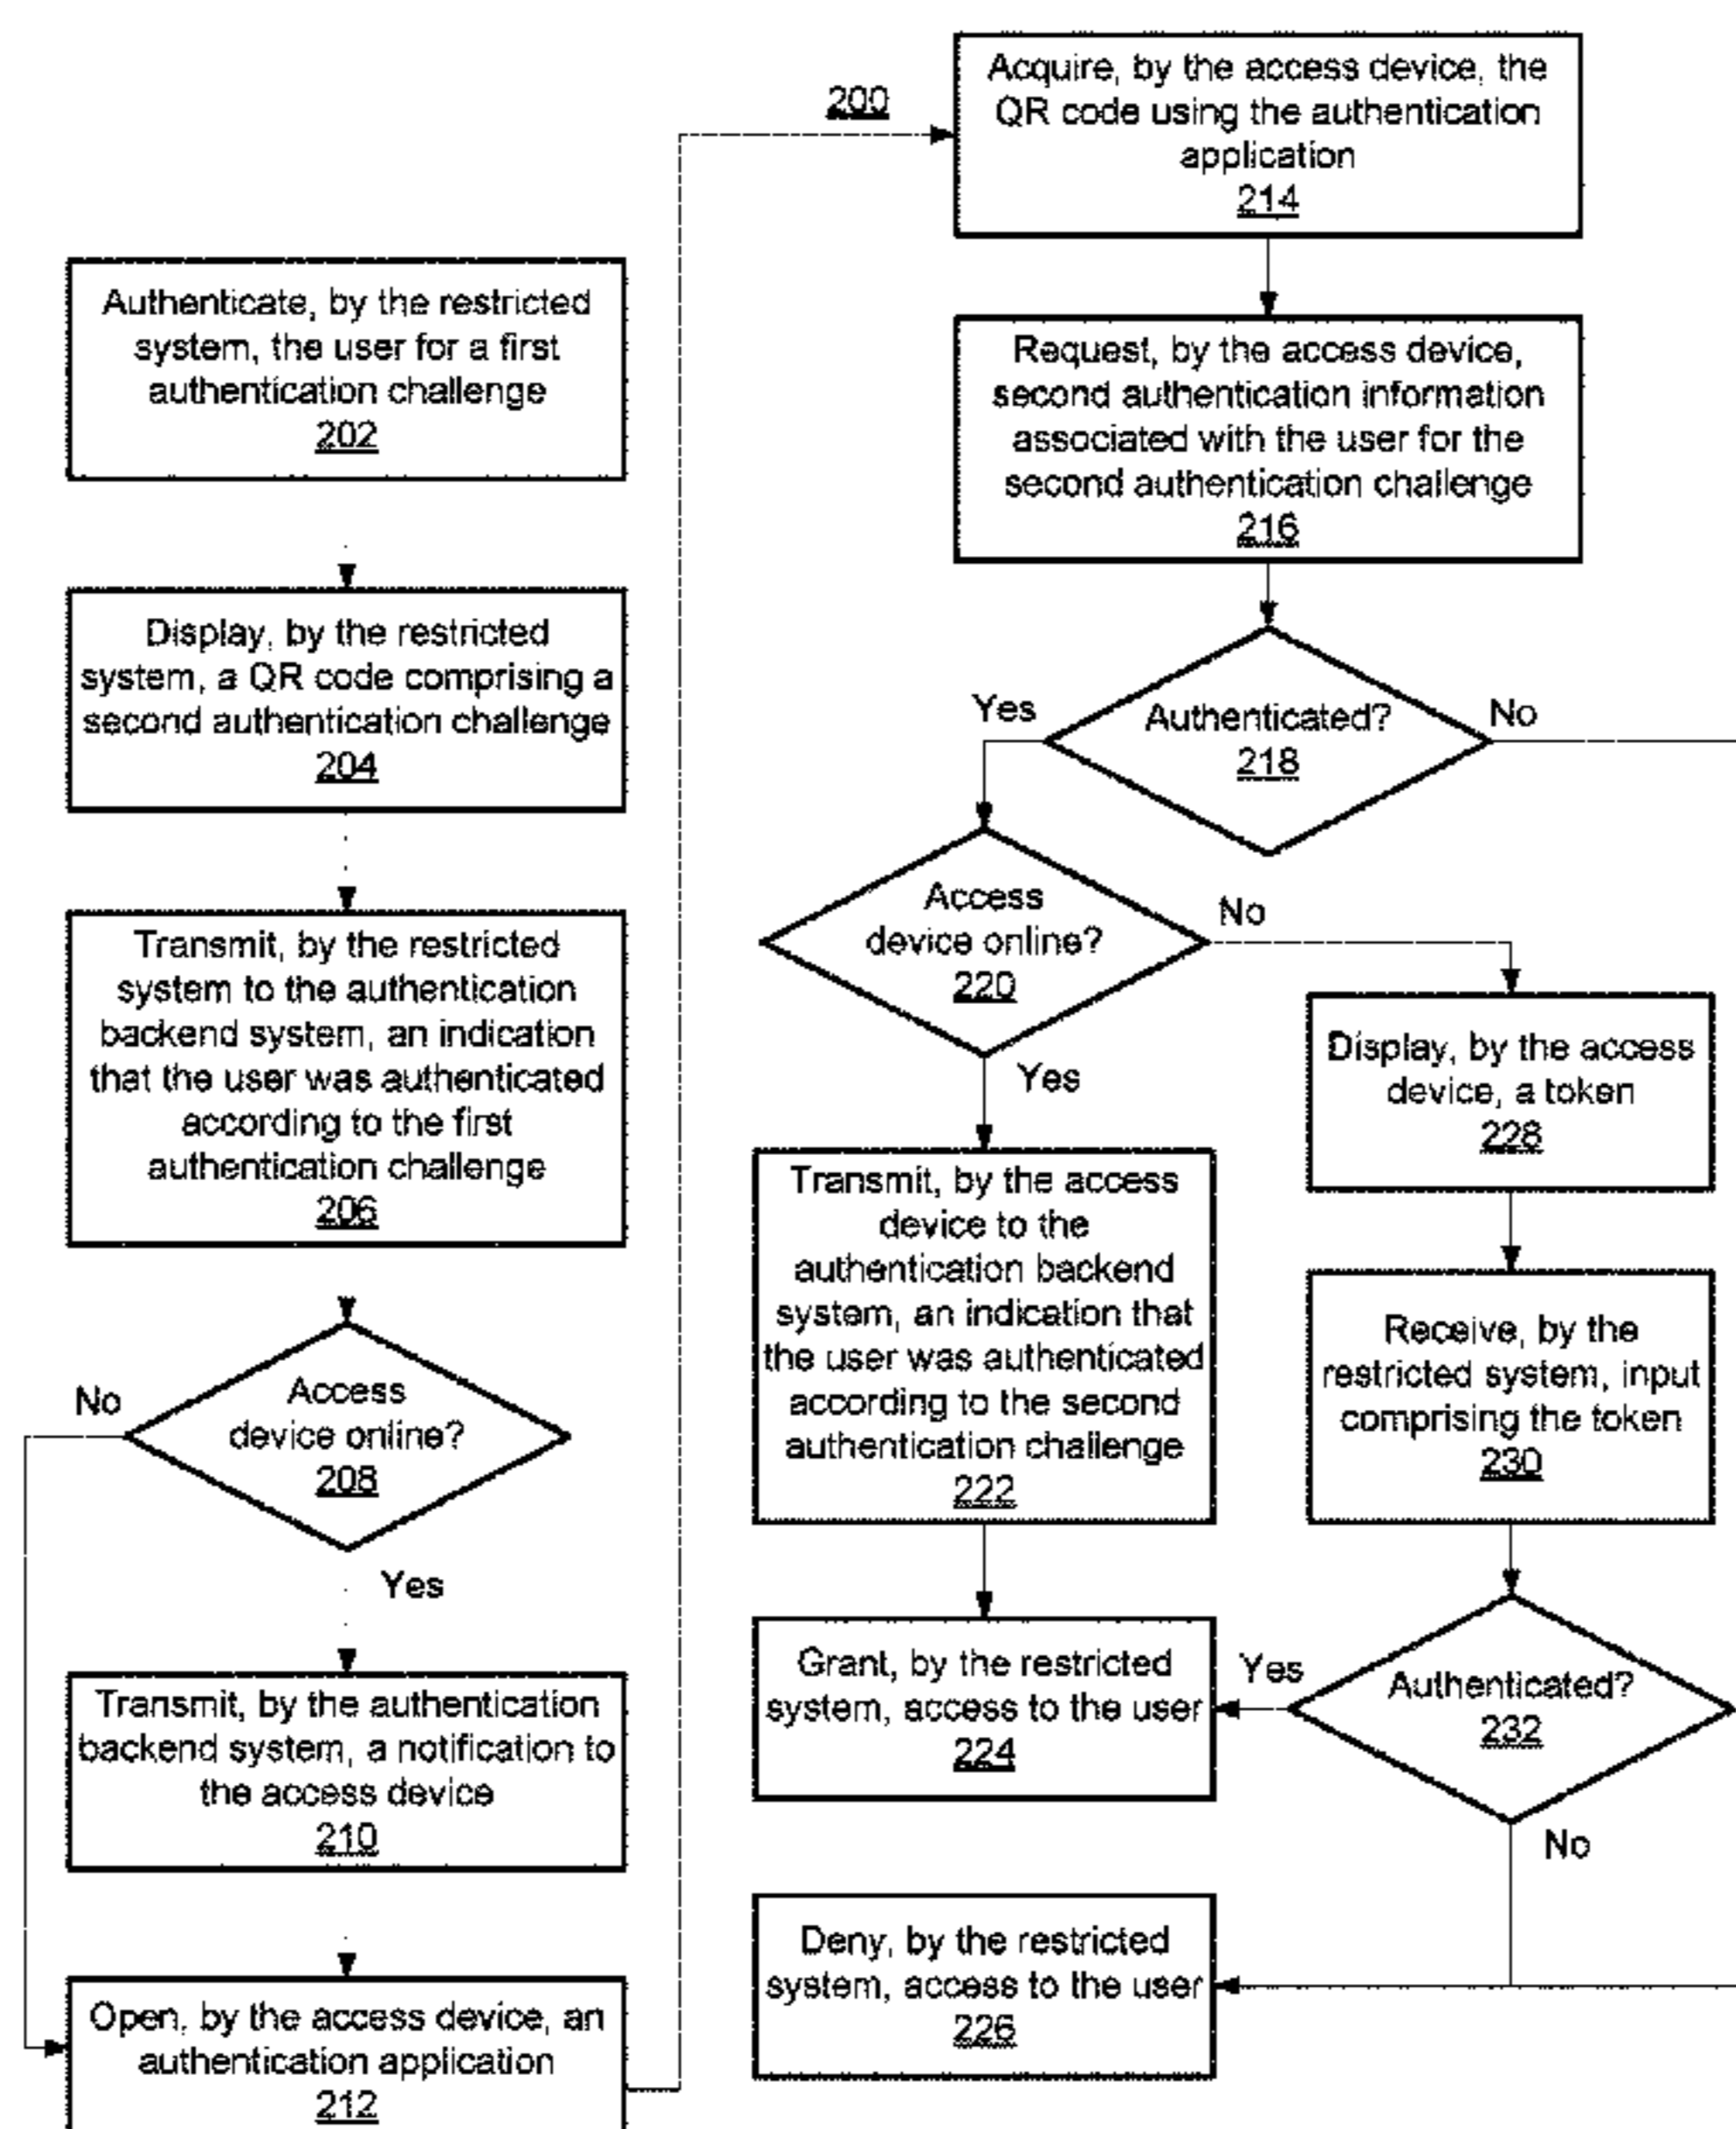 200
Authenticate, by the restricted
system, the user for a first
authentication challenge
202
Display, by the restricted
system, a QR code comprising a
second authentication challenge
204
Transmit, by the restricted
system to the authentication
backend system, an indication
that the user was authenticated
according to the first
authentication challenge
206
Access
device online?
208
No
Yes
Transmit, by the authentication
backend system, a notification to
the access device
210
Open, by the access device, an
authentication application
212
Acquire, by the access device, the
QR code using the authentication
application
214
Request, by the access device,
second authentication information
associated with the user for the
second authentication challenge
216
Authenticated?
218
Yes
No
Access
device online?
220
No
Yes
Transmit, by the access
device to the
authentication backend
system, an indication that
the user was authenticated
according to the second
authentication challenge
222
Display, by the access
device, a token
228
Receive, by the
restricted system, input
comprising the token
230
Authenticated?
232
Yes
No
Grant, by the restricted
system, access to the user
224
Deny, by the restricted
system, access to the user
226